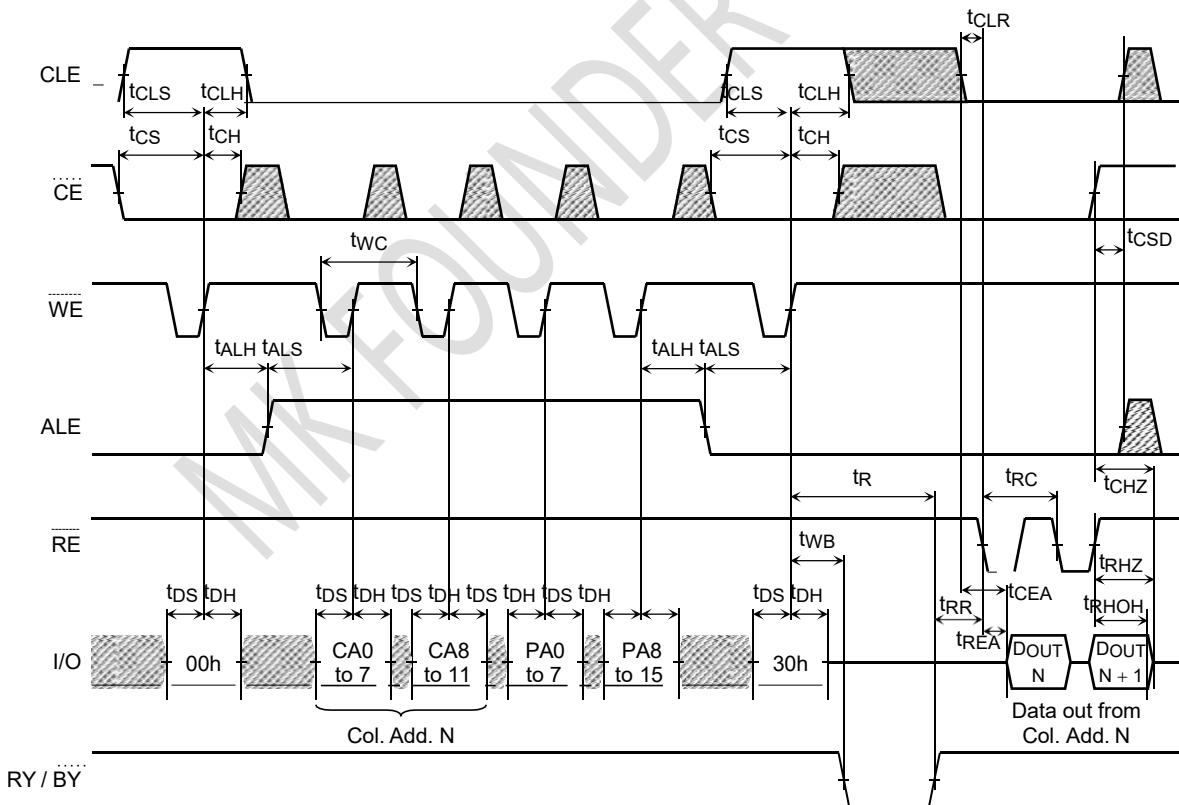 tCLR
CLE
tCLS tCLH tCLS tCLH
tCS tCH tCS tCH
CE
tWC tCSD
WE
tALH tALS tALH tALS
ALE
tR tRC tCHZ
RE
tWB
tRHZ
tDS tDH tDS tDH tDS tDH tDS tDH tDS tDH tDS tDH tCEA
tRR tRHOH
tREA
I/O 00h CA0 to 7 CA8 to 11 PA0 to 7 PA8 to 15 30h DOUT N DOUT N + 1
Col. Add. N
Data out from
Col. Add. N
RY / BY
MK FOUNDER